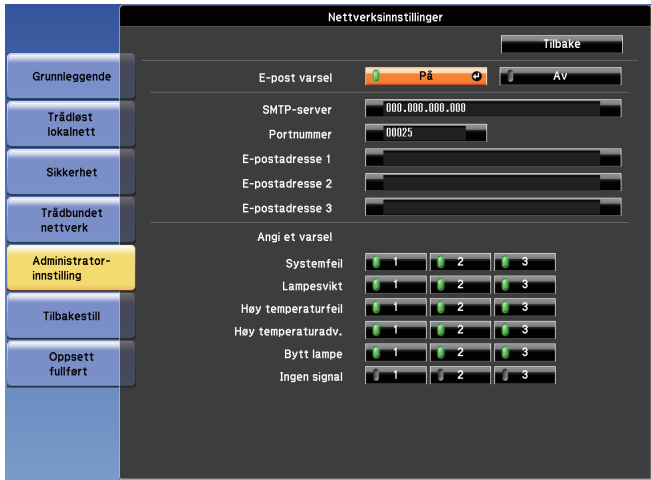 Nettverksinnstillinger
Tilbake
Grunnleggende
Trådløst
lokalnett
Sikkerhet
Trådbundet
nettverk
Administrator-
innstilling
Tilbakestill
Oppsett
fullført
E-post varsel På Av
SMTP-server 000.000.000.000
Portnummer 00025
E-postadresse 1
E-postadresse 2
E-postadresse 3
Angi et varsel
Systemfeil 1 2 3
Lampesvikt 1 2 3
Høy temperaturfeil 1 2 3
Høy temperaturadv. 1 2 3
Bytt lampe 1 2 3
Ingen signal 1 2 3